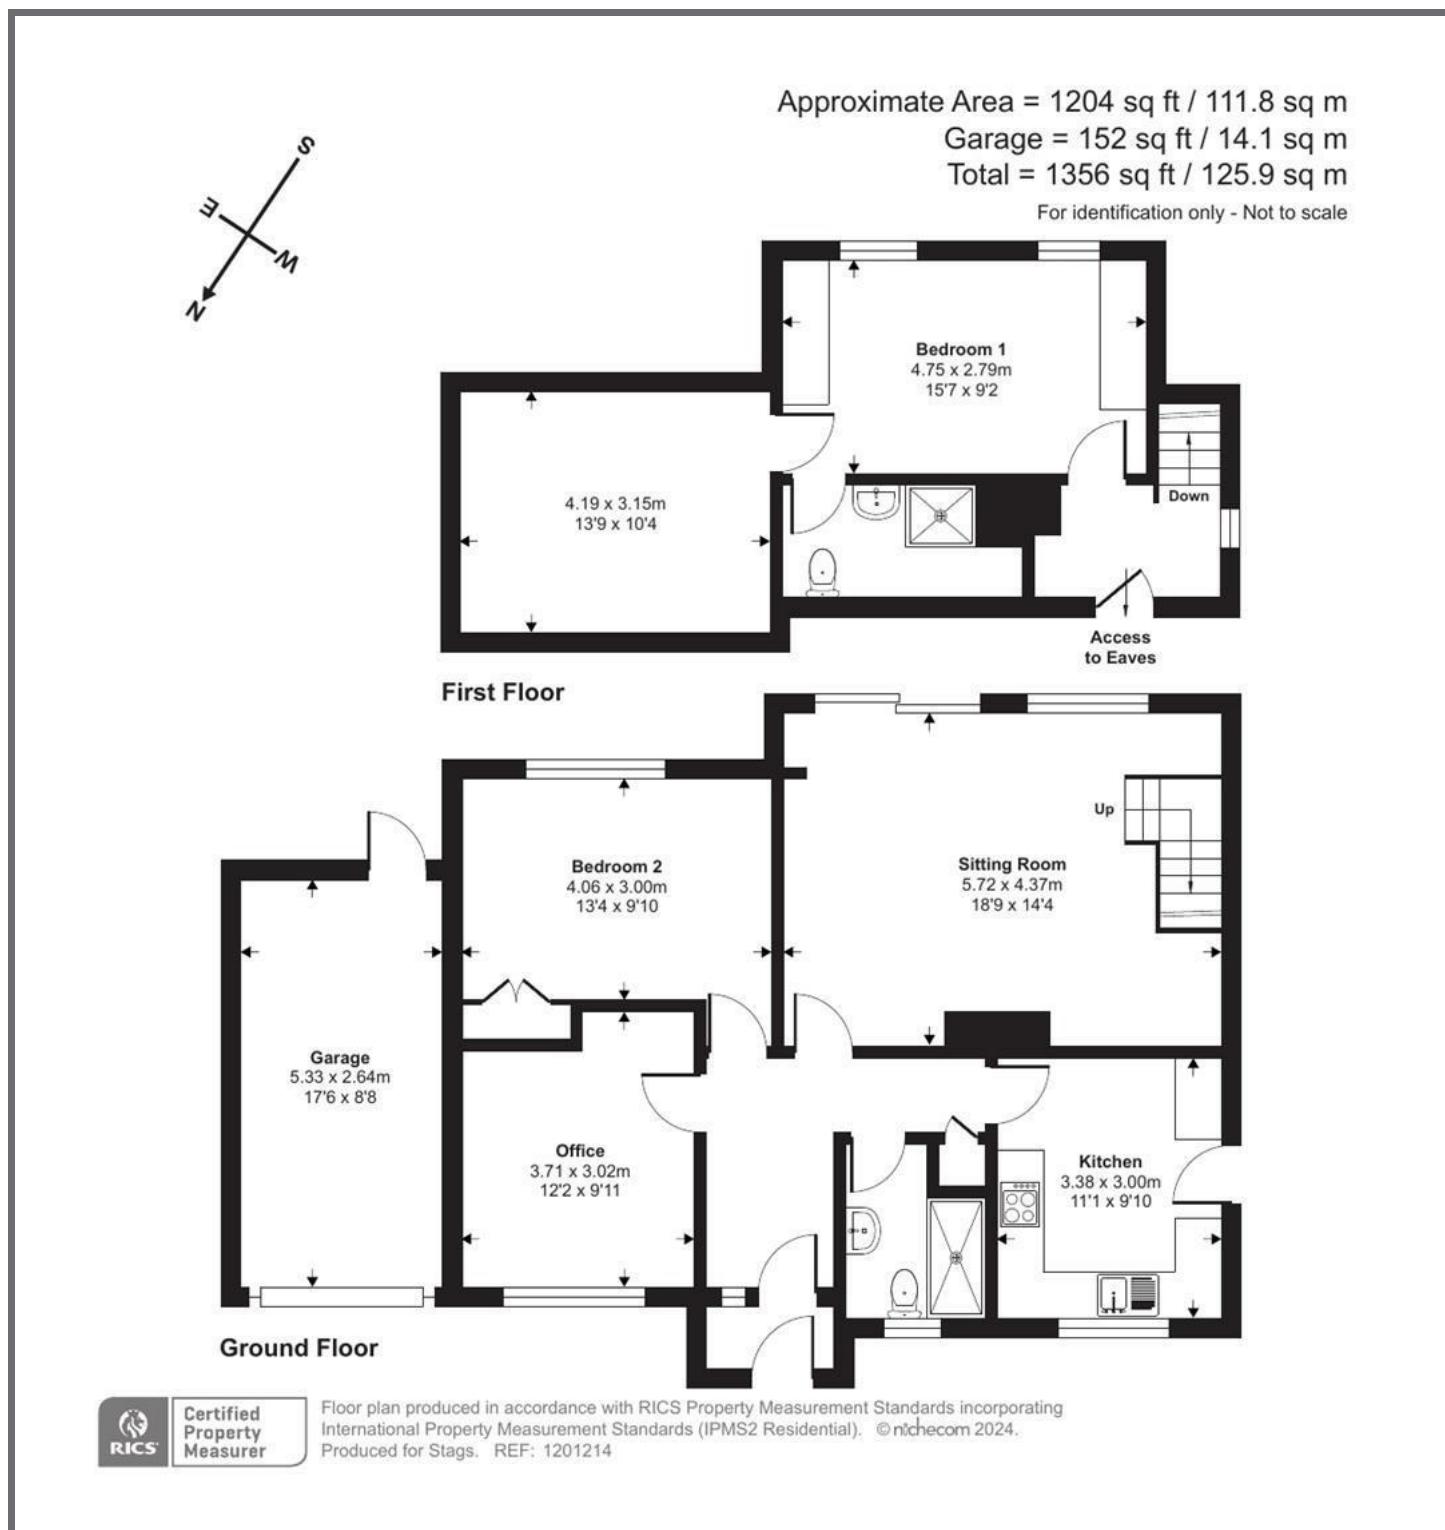 Approximate Area = 1204 sq ft / 111.8 sq m
Garage = 152 sq ft / 14.1 sq m
Total = 1356 sq ft / 125.9 sq m
For identification only - Not to scale
S
E
W
N
Bedroom 1
4.75 x 2.79m
15'7 x 9'2
4.19 x 3.15m
13'9 x 10'4
Down
Access
to Eaves
First Floor
Up
Bedroom 2
4.06 x 3.00m
13'4 x 9'10
Sitting Room
5.72 x 4.37m
18'9 x 14'4
Garage
5.33 x 2.64m
17'6 x 8'8
Office
3.71 x 3.02m
12'2 x 9'11
Kitchen
3.38 x 3.00m
11'1 x 9'10
Ground Floor
RICS
Certified
Property
Measurer
Floor plan produced in accordance with RICS Property Measurement Standards incorporating
International Property Measurement Standards (IPMS2 Residential). © nıchecom 2024.
Produced for Stags. REF: 1201214